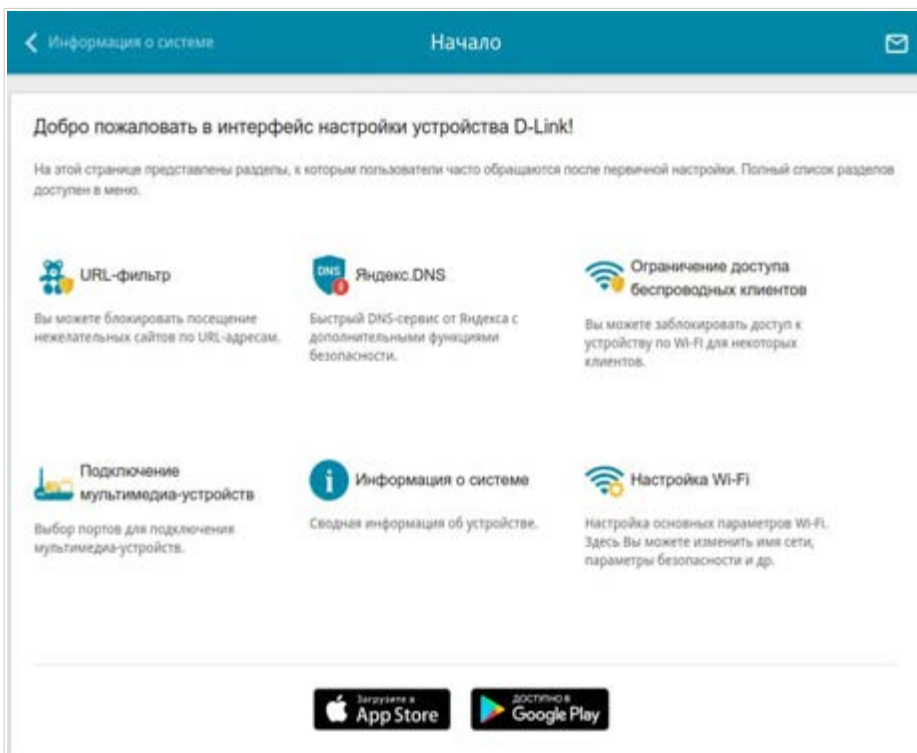 Информация о системе
Начало
Добро пожаловать в интерфейс настройки устройства D-Link!
На этой странице представлены разделы, к которым пользователи часто обращаются после первичной настройки. Полный список разделов
доступен в меню.
URL-фильтр
Вы можете блокировать посещение
нежелательных сайтов по URL-адресам.
DNS
Яндекс.DNS
Быстрый DNS-сервис от Яндекса с
дополнительными функциями
безопасности.
Ограничение доступа
беспроводных клиентов
Вы можете заблокировать доступ к
устройству по Wi-Fi для некоторых
клиентов.
Подключение
мультимедиа-устройств
Выбор портов для подключения
мультимедиа-устройств.
i
Информация о системе
Сводная информация об устройстве.
Настройка Wi-Fi
Настройка основных параметров Wi-Fi.
Здесь Вы можете изменить имя сети,
параметры безопасности и др.
Загрузите в
App Store
ДОСТУПНО В
Google Play